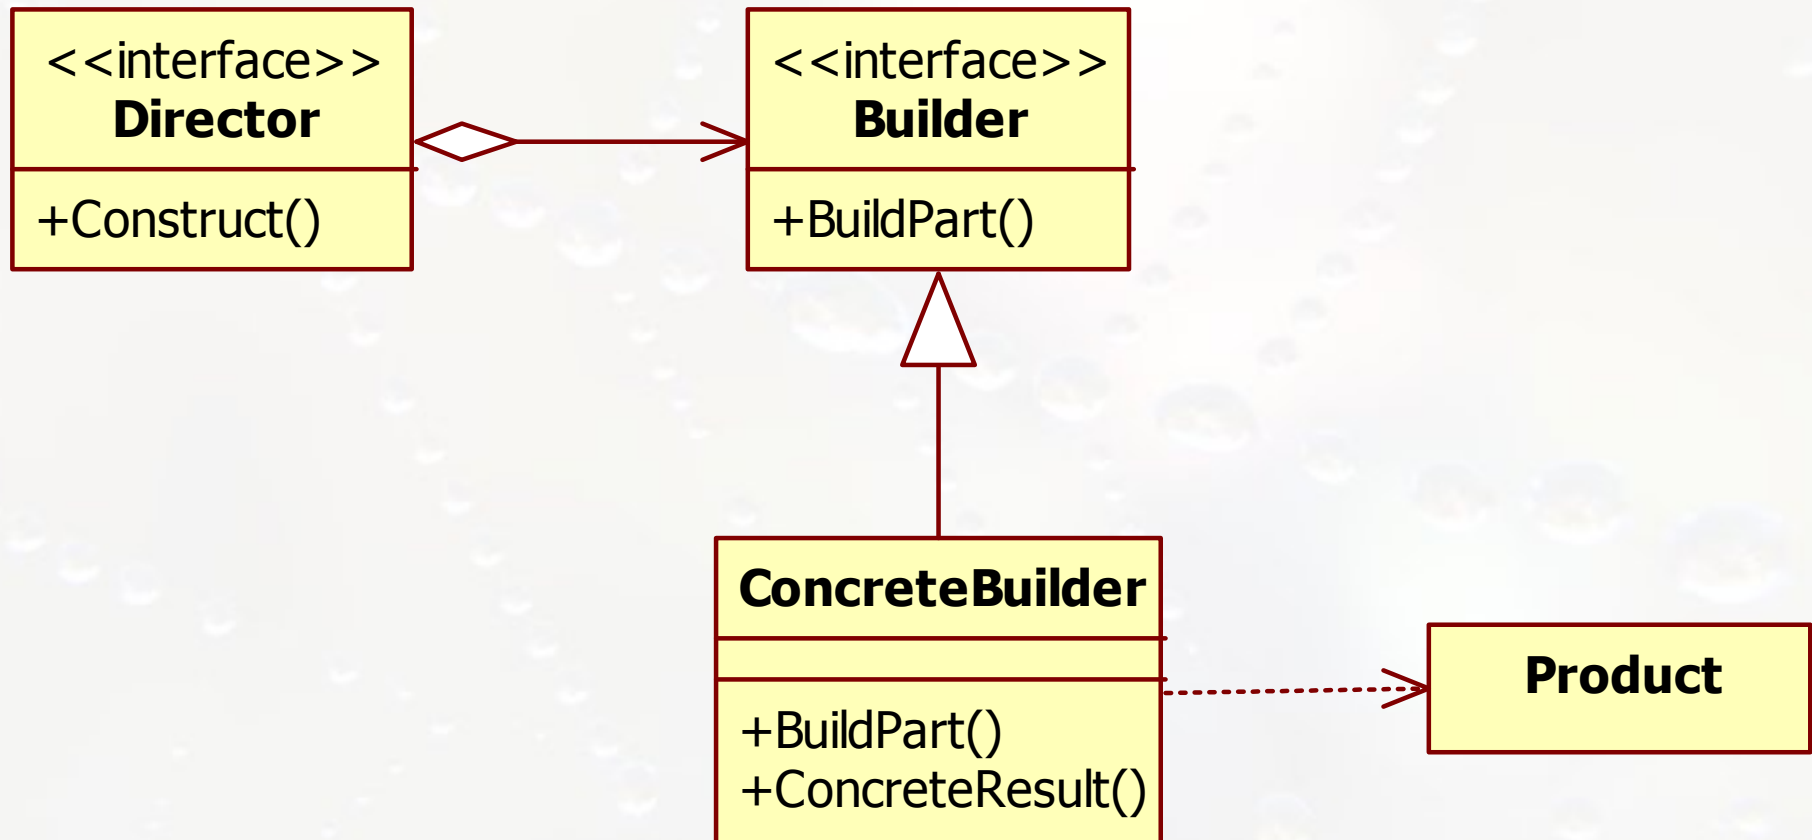 <<interface>>
Director
+Construct()
<<interface>>
Builder
+BuildPart()
ConcreteBuilder
+BuildPart()
+ConcreteResult()
Product